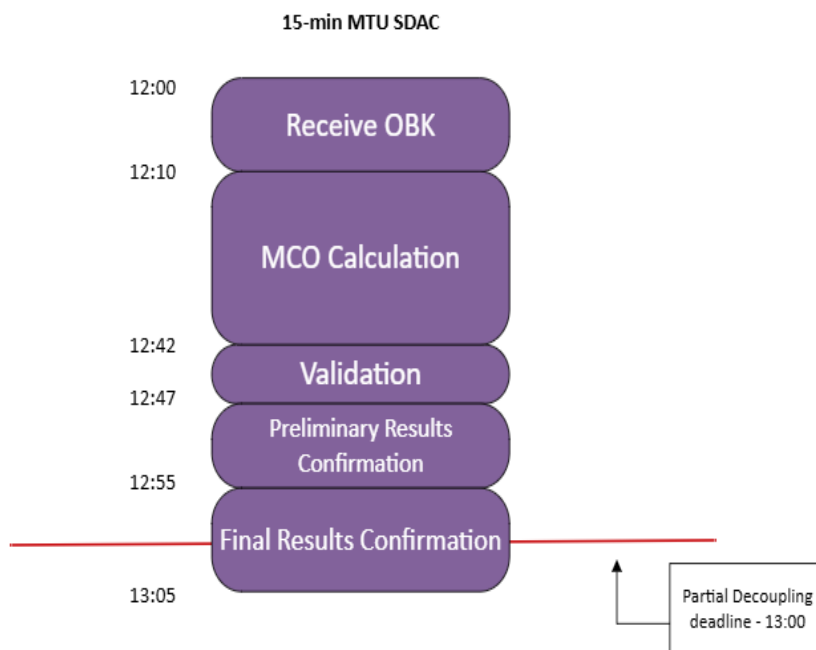 15-min MTU SDAC
12:00
Receive OBK
12:10
MCO Calculation
12:42
Validation
12:47
Preliminary Results
Confirmation
12:55
Final Results Confirmation
13:05
Partial Decoupling
deadline - 13:00